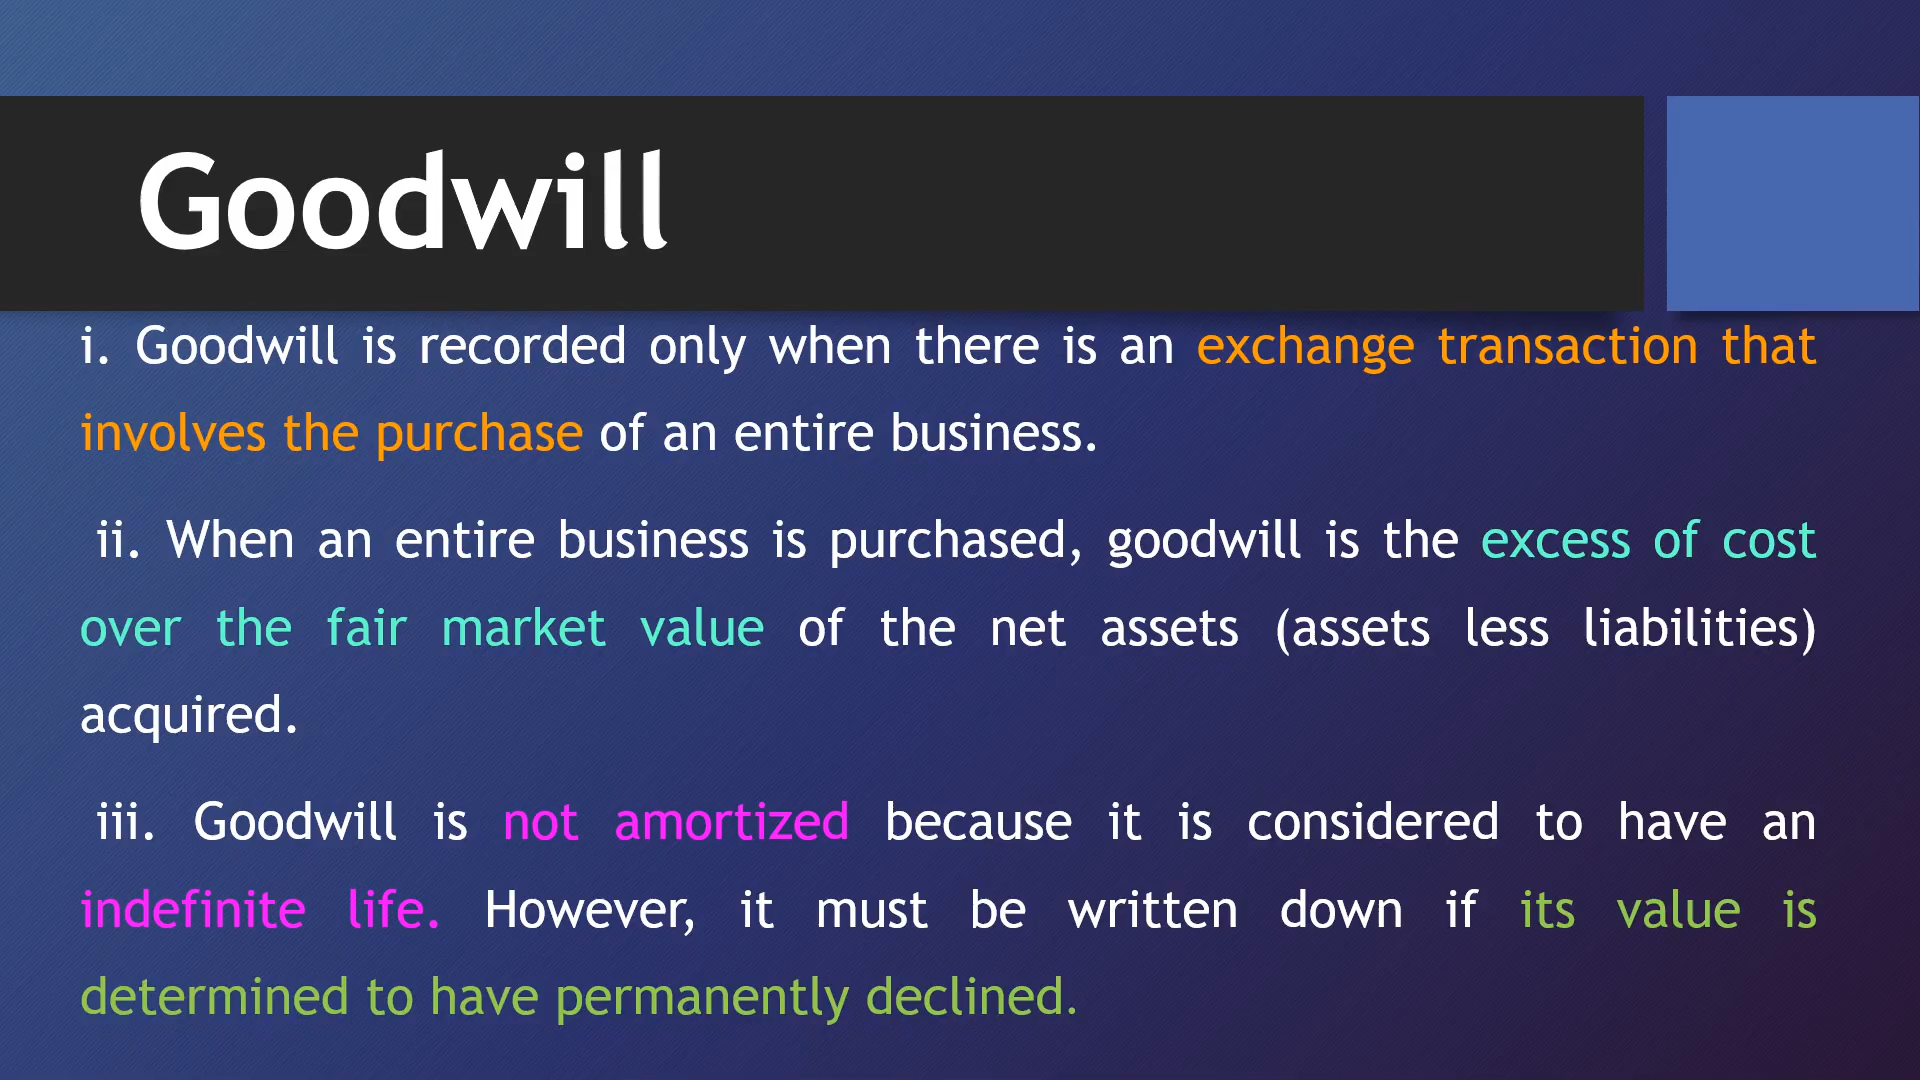 Goodwill
i. Goodwill is recorded only when there is an exchange transaction that
involves the purchase of an entire business.
ii. When an entire business is purchased, goodwill is the excess of cost
over the fair market value of the net assets (assets less liabilities)
acquired.
iii. Goodwill is not amortized because it is considered to have an
indefinite life. However, it must be written down if its value is
determined to have permanently declined.